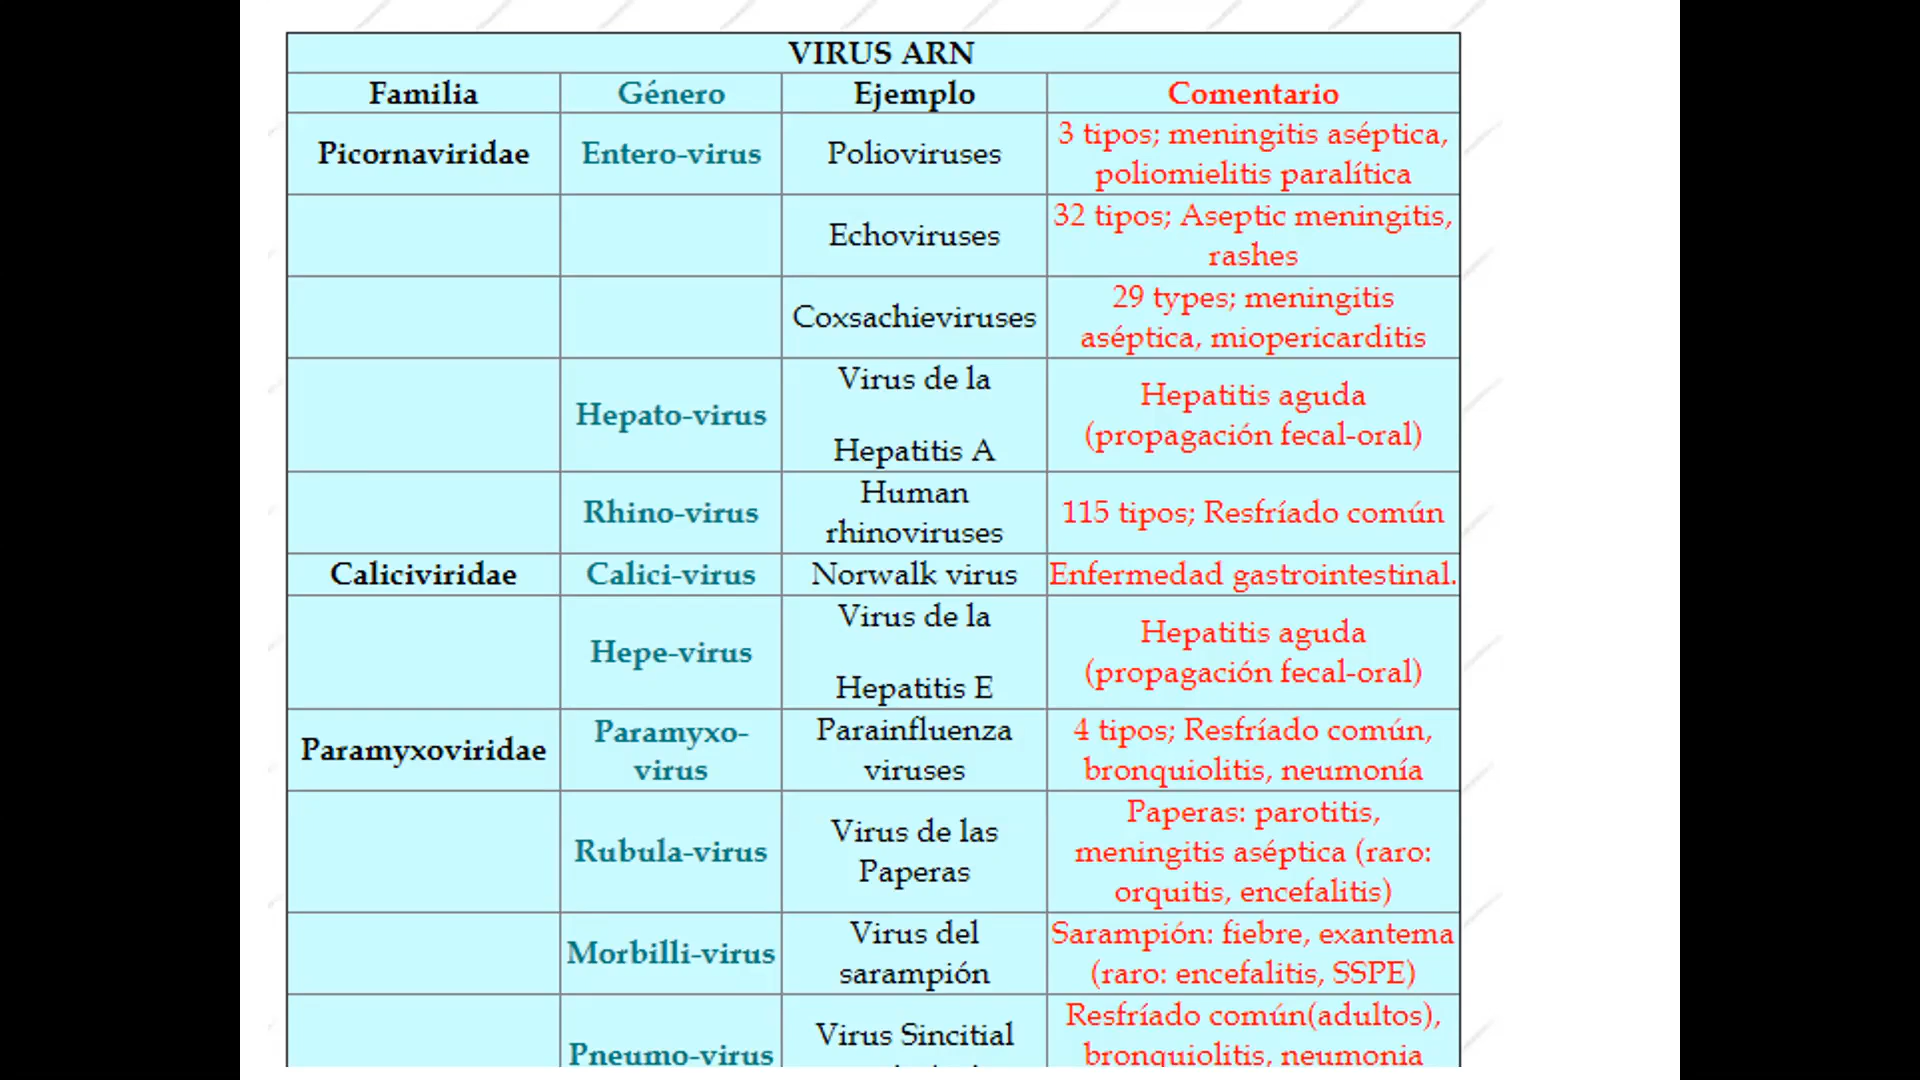 VIRUS ARN
Familia Género Ejemplo Comentario
Picornaviridae Entero-virus Polioviruses 3 tipos; meningitis aséptica,
poliomielitis paralítica
Echoviruses 32 tipos; Aseptic meningitis,
rashes
Coxsachieviruses 29 types; meningitis
aséptica, miopericarditis
Hepato-virus Virus de la
Hepatitis A
Hepatitis aguda
(propagación fecal-oral)
Rhino-virus Human
rhinoviruses
115 tipos; Resfríado común
Caliciviridae Calici-virus Norwalk virus Enfermedad gastrointestinal.
Hepe-virus Virus de la
Hepatitis E
Hepatitis aguda
(propagación fecal-oral)
Paramyxoviridae Paramyxo-
virus
Parainfluenza
viruses
4 tipos; Resfríado común,
bronquiolitis, neumonía
Rubula-virus Virus de las
Paperas
Paperas: parotitis,
meningitis aséptica (raro:
orquitis, encefalitis)
Morbilli-virus Virus del
sarampión
Sarampión: fiebre, exantema
(raro: encefalitis, SSPE)
Pneumo-virus Virus Sincitial
Resfríado común(adultos),
bronquiolitis, neumonia